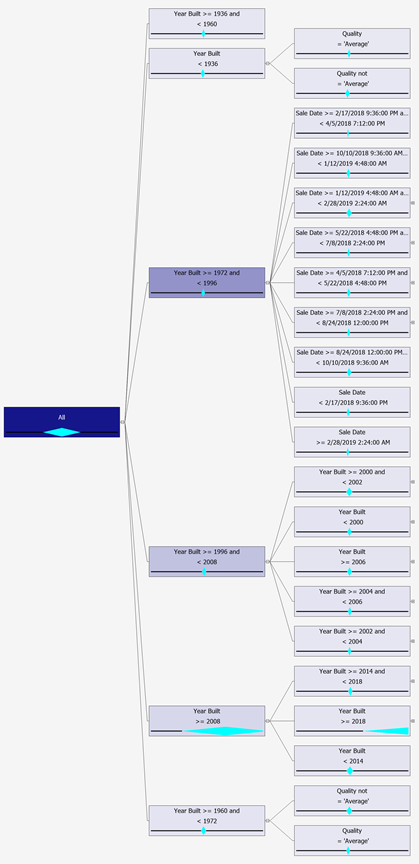 Year Built >= 1936 and
< 1960
Year Built
< 1936
Quality
= 'Average'
Quality not
= 'Average'
Sale Date >= 2/17/2018 9:36:00 PM a...
< 4/5/2018 7:12:00 PM
Sale Date >= 10/10/2018 9:36:00 AM...
< 1/12/2019 4:48:00 AM
Sale Date >= 1/12/2019 4:48:00 AM a...
< 2/28/2019 2:24:00 AM
Sale Date >= 5/22/2018 4:48:00 PM a...
< 7/8/2018 2:24:00 PM
Year Built >= 1972 and
< 1996
Sale Date >= 4/5/2018 7:12:00 PM and
< 5/22/2018 4:48:00 PM
Sale Date >= 7/8/2018 2:24:00 PM and
< 8/24/2018 12:00:00 PM
Sale Date >= 8/24/2018 12:00:00 PM...
< 10/10/2018 9:36:00 AM
Sale Date
< 2/17/2018 9:36:00 PM
Sale Date
>= 2/28/2019 2:24:00 AM
All
Year Built >= 2000 and
< 2002
Year Built
< 2000
Year Built >= 1996 and
< 2008
Year Built
>= 2006
Year Built >= 2004 and
< 2006
Year Built >= 2002 and
< 2004
Year Built >= 2014 and
< 2018
Year Built
>= 2008
Year Built
>= 2018
Year Built
< 2014
Year Built >= 1960 and
< 1972
Quality not
= 'Average'
Quality
= 'Average'